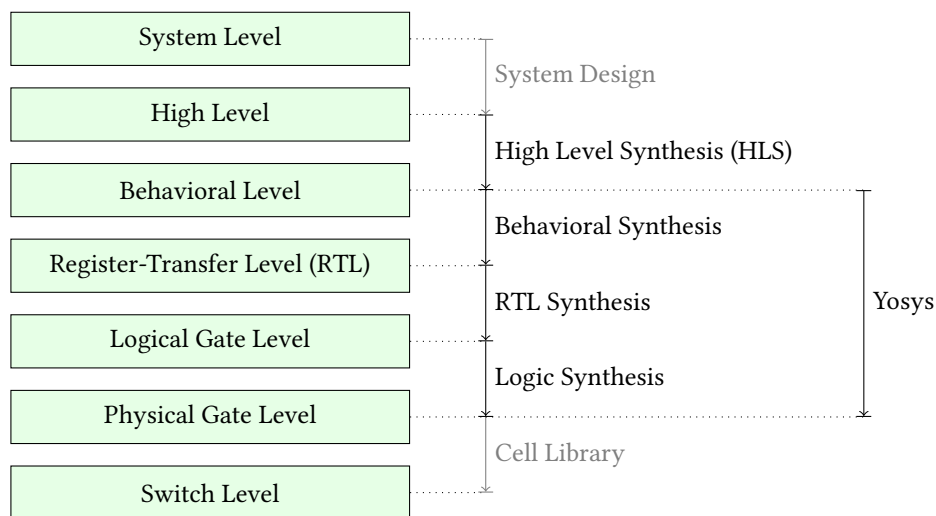 System Level
System Design
High Level
High Level Synthesis (HLS)
Behavioral Level
Behavioral Synthesis
Register-Transfer Level (RTL)
RTL Synthesis
Yosys
Logical Gate Level
Logic Synthesis
Physical Gate Level
Cell Library
Switch Level